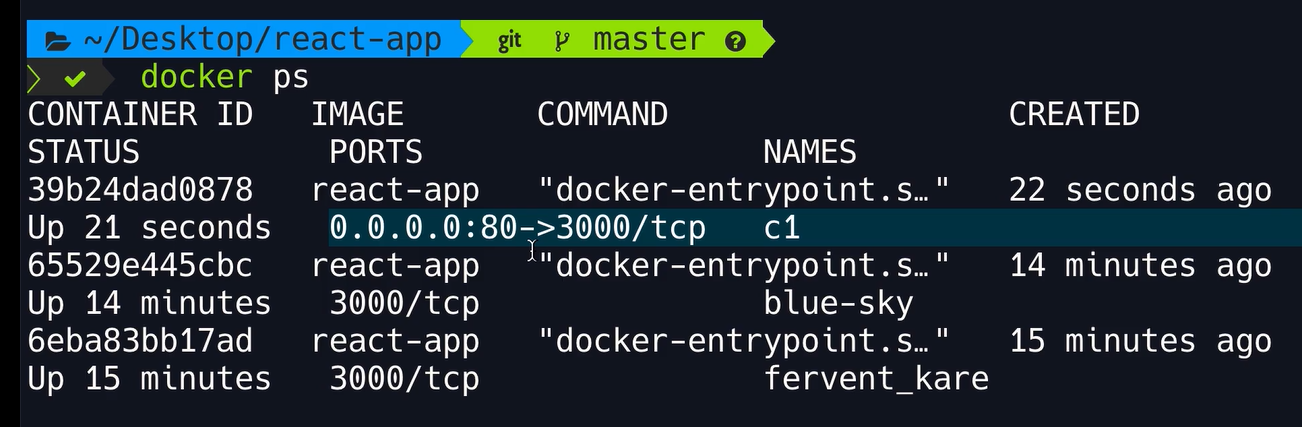 ~/Desktop/react-app git master ?
docker ps
CONTAINER ID IMAGE COMMAND CREATED
STATUS PORTS NAMES
39b24dad0878 react-app "docker-entrypoint.s…" 22 seconds ago
Up 21 seconds 0.0.0.0:80->3000/tcp c1
65529e445cbc react-app "docker-entrypoint.s…" 14 minutes ago
Up 14 minutes 3000/tcp blue-sky
6eba83bb17ad react-app "docker-entrypoint.s…" 15 minutes ago
Up 15 minutes 3000/tcp fervent_kare